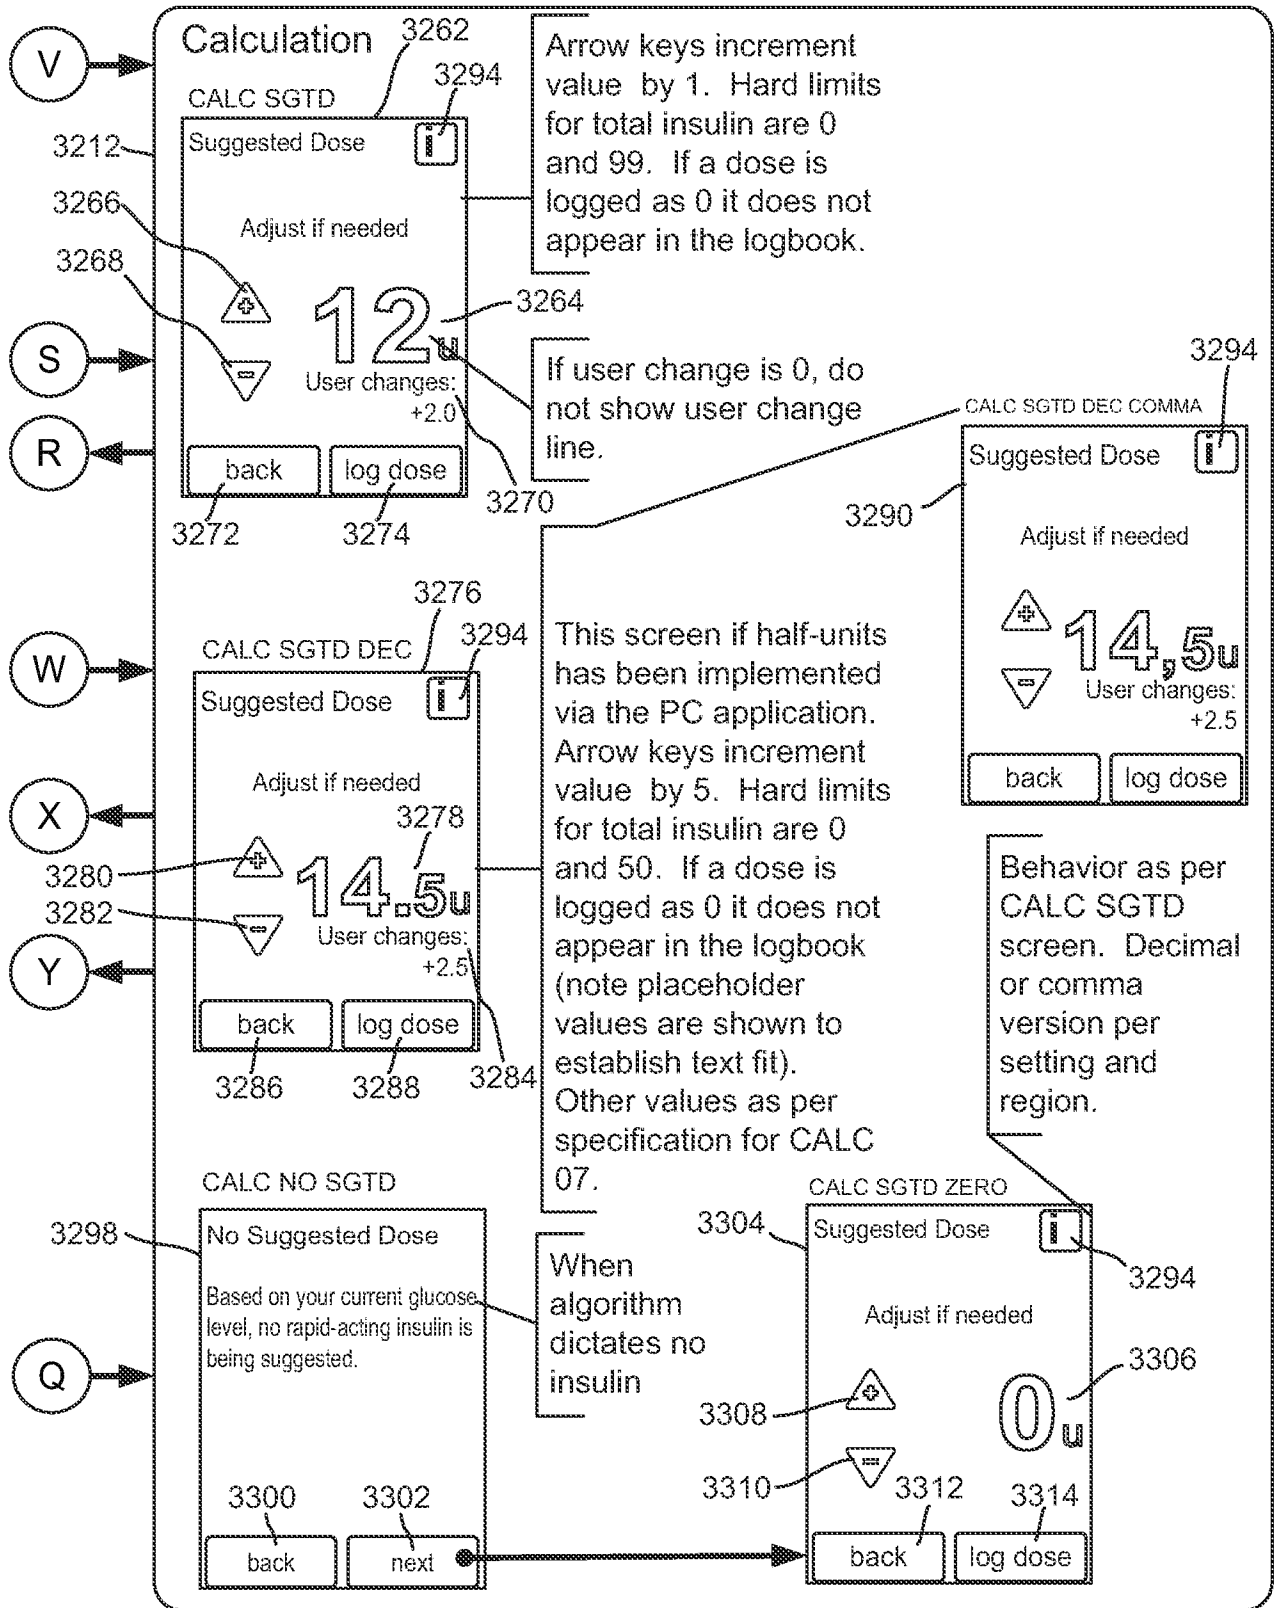 Calculation
3262
3294
V
CALC SGTD
3212
Suggested Dose
i
3266
Adjust if needed
3268
+
12u
3264
S
-
User changes:
+2.0
R
back
log dose
3270
3272
3274
Arrow keys increment
value by 1. Hard limits
for total insulin are 0
and 99. If a dose is
logged as 0 it does not
appear in the logbook.
If user change is 0, do
not show user change
line.
3294
CALC SGTD DEC COMMA
Suggested Dose
i
3290
Adjust if needed
+
14,5u
-
User changes:
+2.5
back
log dose
3276
3294
W
CALC SGTD DEC
Suggested Dose
i
Adjust if needed
X
3278
3280
+
14.5u
3282
-
User changes:
+2.5
Y
back
log dose
3286
3288
3284
This screen if half-units
has been implemented
via the PC application.
Arrow keys increment
value by 5. Hard limits
for total insulin are 0
and 50. If a dose is
logged as 0 it does not
appear in the logbook
(note placeholder
values are shown to
establish text fit).
Other values as per
specification for CALC
07.
Behavior as per
CALC SGTD
screen. Decimal
or comma
version per
setting and
region.
CALC NO SGTD
3298
No Suggested Dose
Based on your current glucose
level, no rapid-acting insulin is
being suggested.
Q
3300
3302
back
next
When
algorithm
dictates no
insulin
CALC SGTD ZERO
3304
Suggested Dose
i
3294
Adjust if needed
3306
3308
+
0u
3310
-
3312
3314
back
log dose